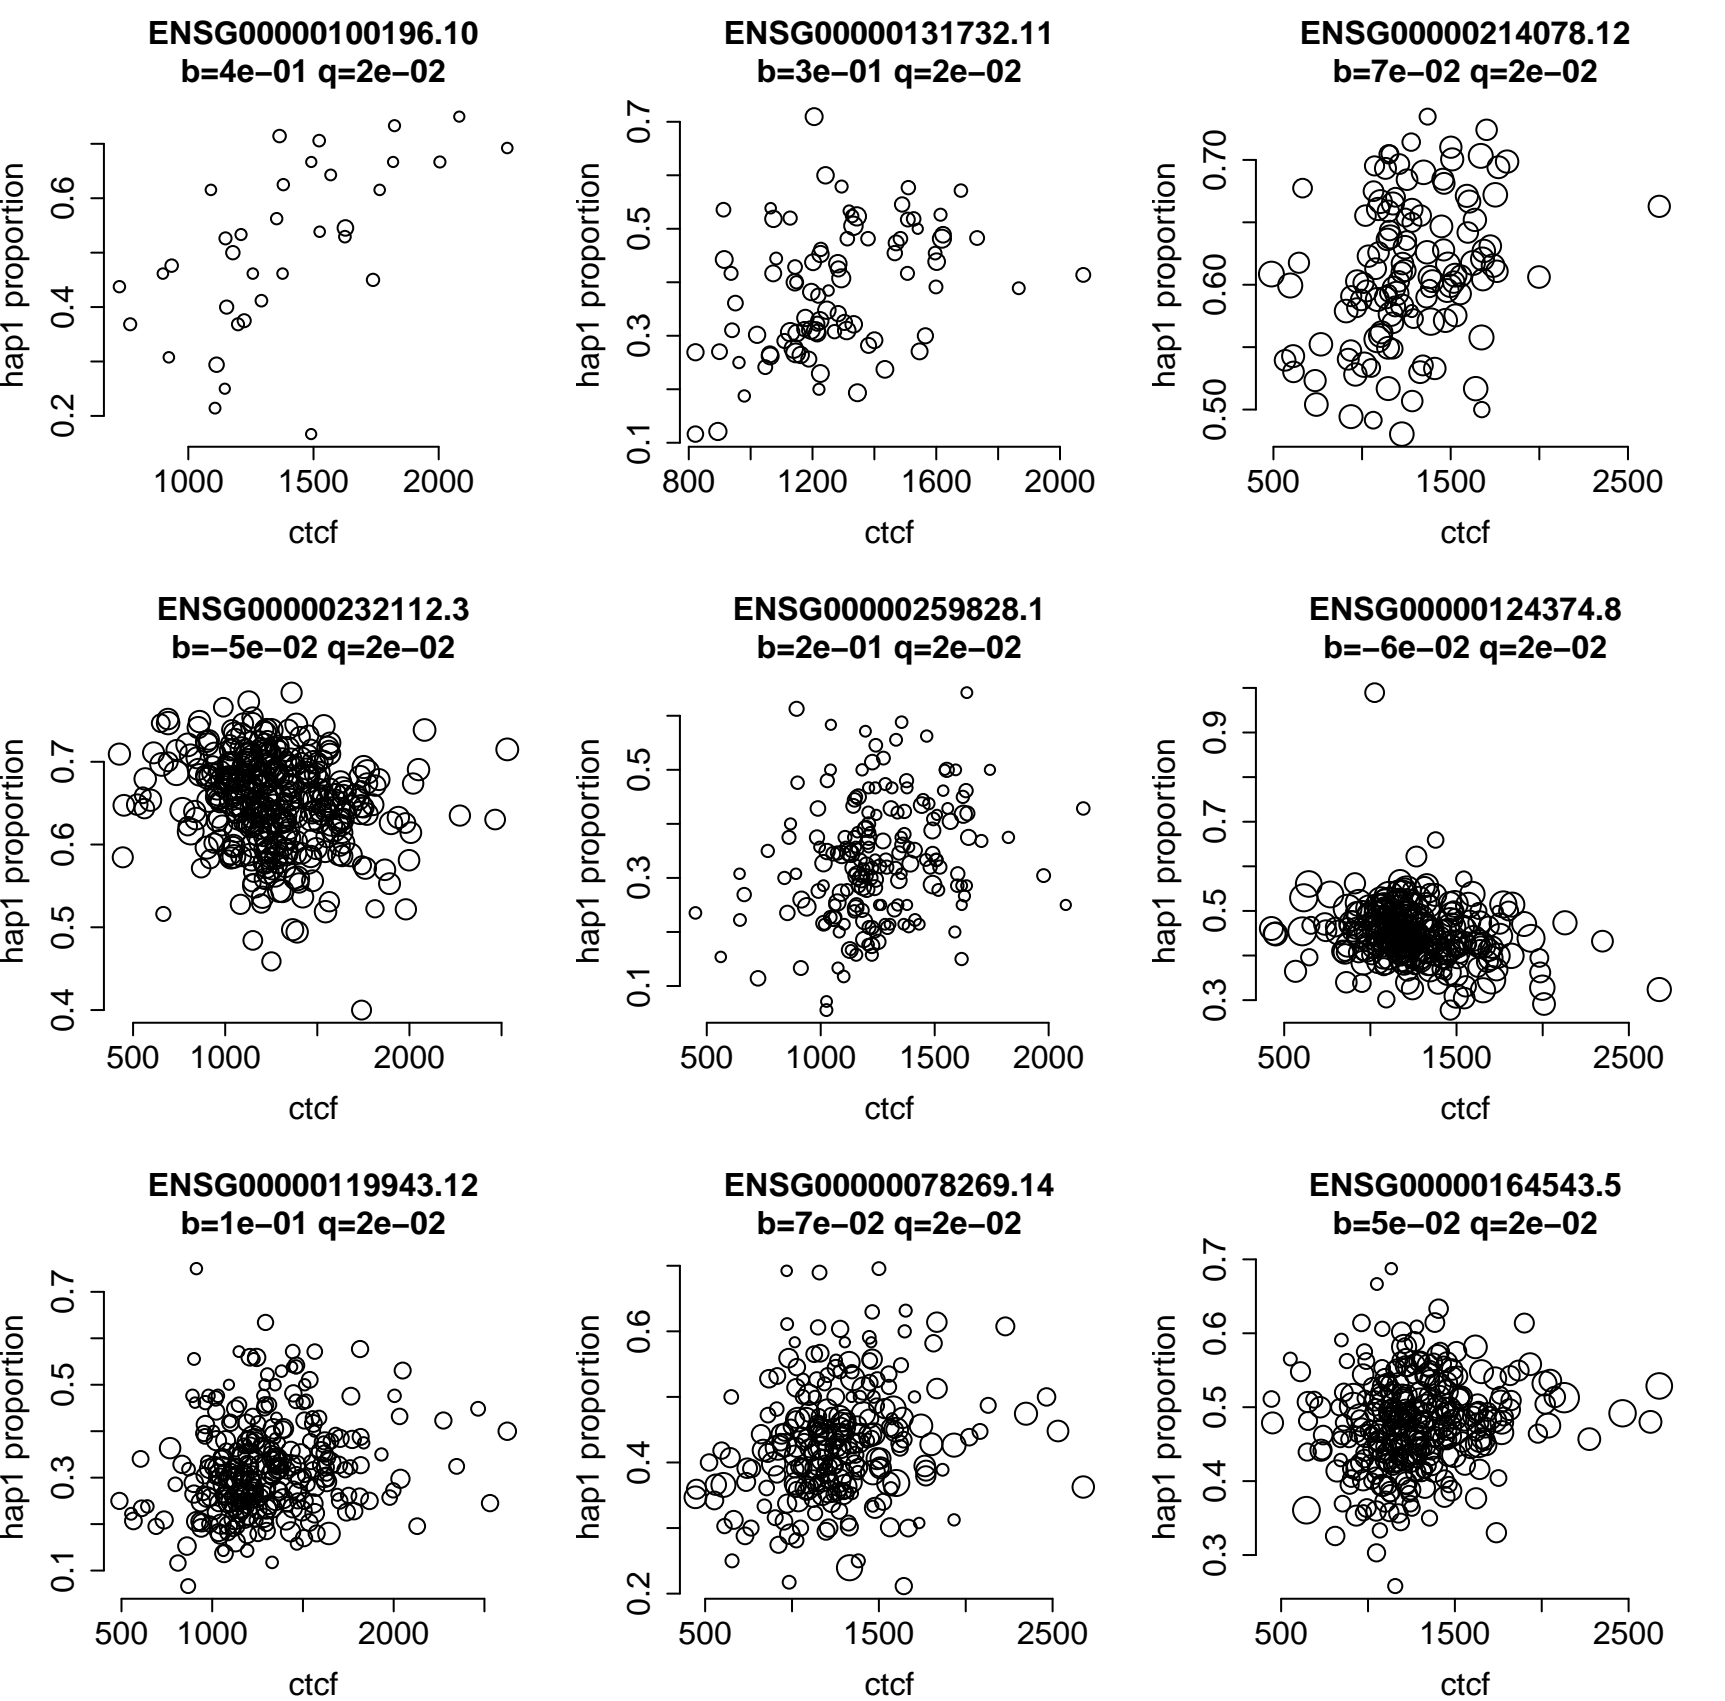 ENSG00000100196.10
b=4e−01 q=2e−02
hap1 proportion
0.2 0.4 0.6
1000 1500 2000
ctcf
ENSG00000131732.11
b=3e−01 q=2e−02
hap1 proportion
0.1 0.3 0.5 0.7
800 1200 1600 2000
ctcf
ENSG00000214078.12
b=7e−02 q=2e−02
hap1 proportion
0.50 0.60 0.70
500 1500 2500
ctcf
ENSG00000232112.3
b=−5e−02 q=2e−02
hap1 proportion
0.4 0.5 0.6 0.7
500 1000 2000
ctcf
ENSG00000259828.1
b=2e−01 q=2e−02
hap1 proportion
0.1 0.3 0.5
500 1000 1500 2000
ctcf
ENSG00000124374.8
b=−6e−02 q=2e−02
hap1 proportion
0.3 0.5 0.7 0.9
500 1500 2500
ctcf
ENSG00000119943.12
b=1e−01 q=2e−02
hap1 proportion
0.1 0.3 0.5 0.7
500 1000 2000
ctcf
ENSG00000078269.14
b=7e−02 q=2e−02
hap1 proportion
0.2 0.4 0.6
500 1500 2500
ctcf
ENSG00000164543.5
b=5e−02 q=2e−02
hap1 proportion
0.3 0.4 0.5 0.6 0.7
500 1500 2500
ctcf